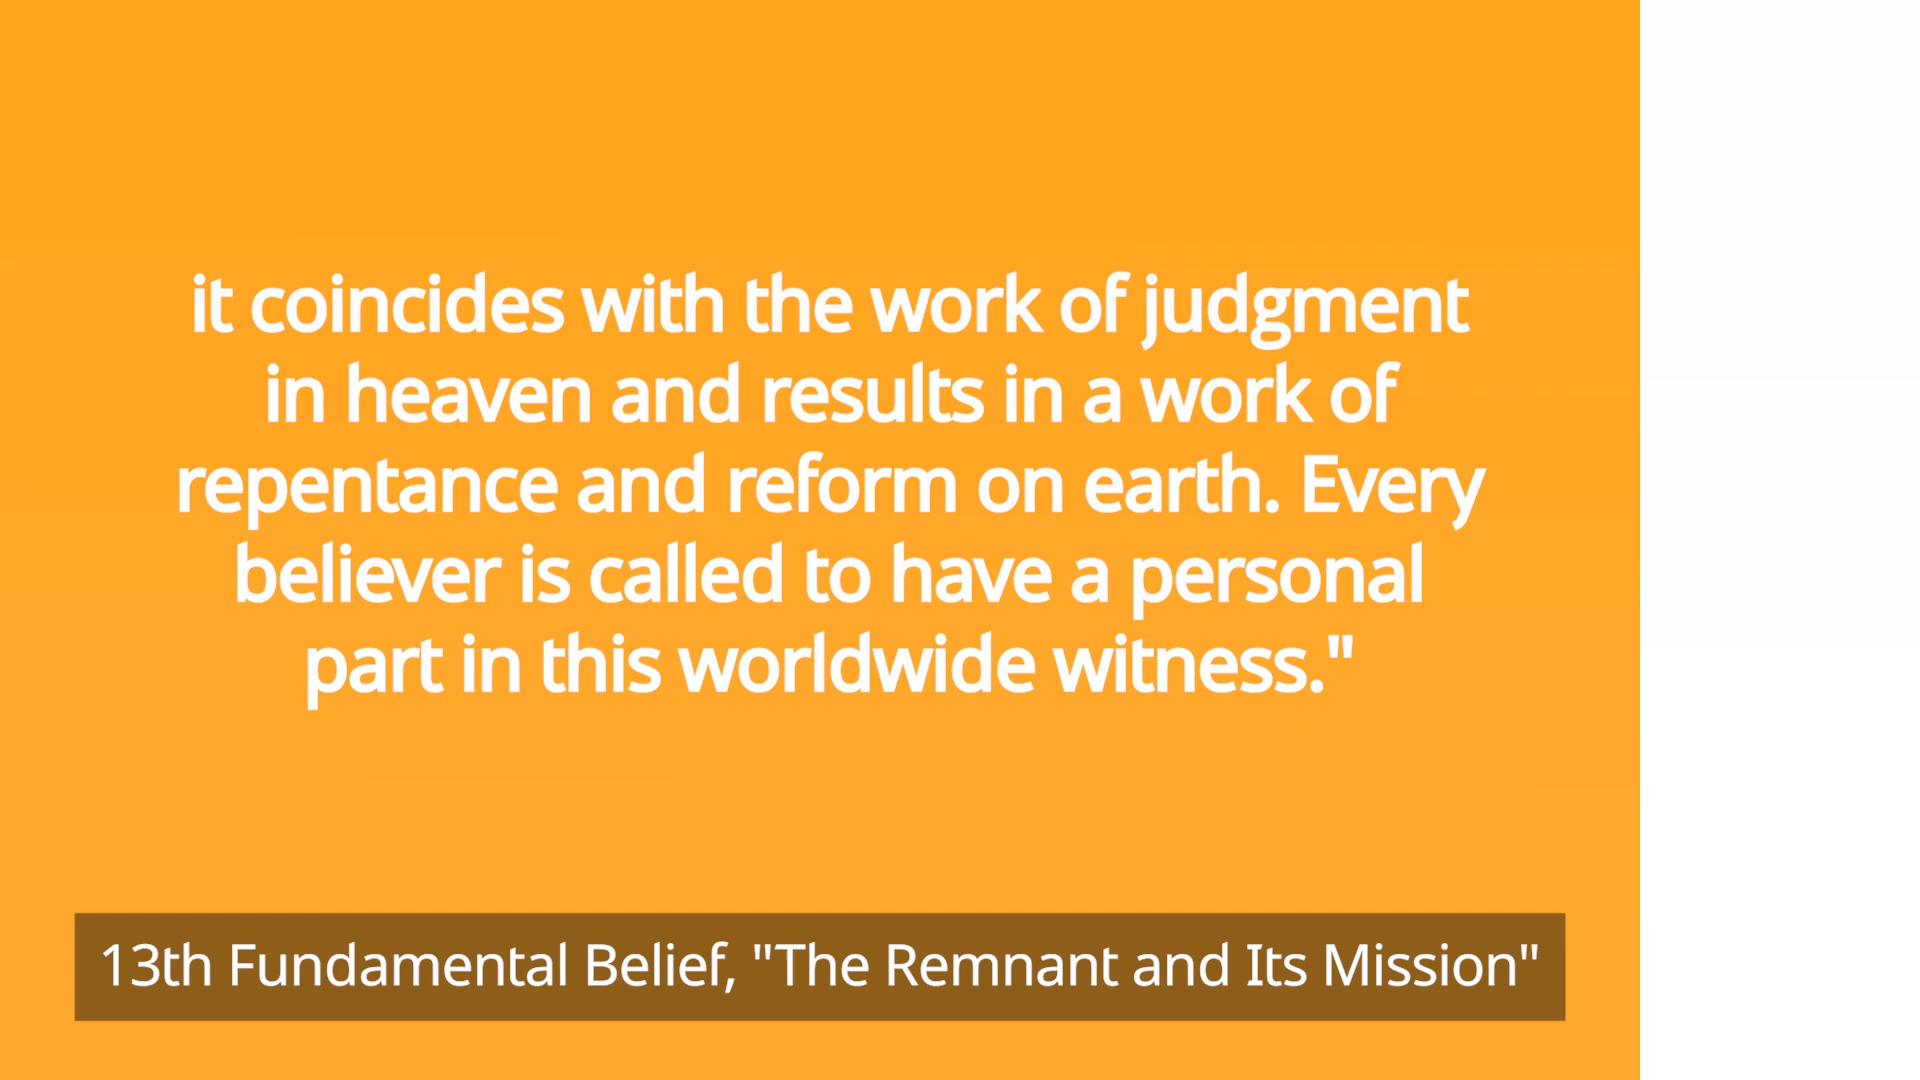 it coincides with the work of judgment
in heaven and results in a work of
repentance and reform on earth. Every
believer is called to have a personal
part in this worldwide witness."
13th Fundamental Belief, "The Remnant and Its Mission"